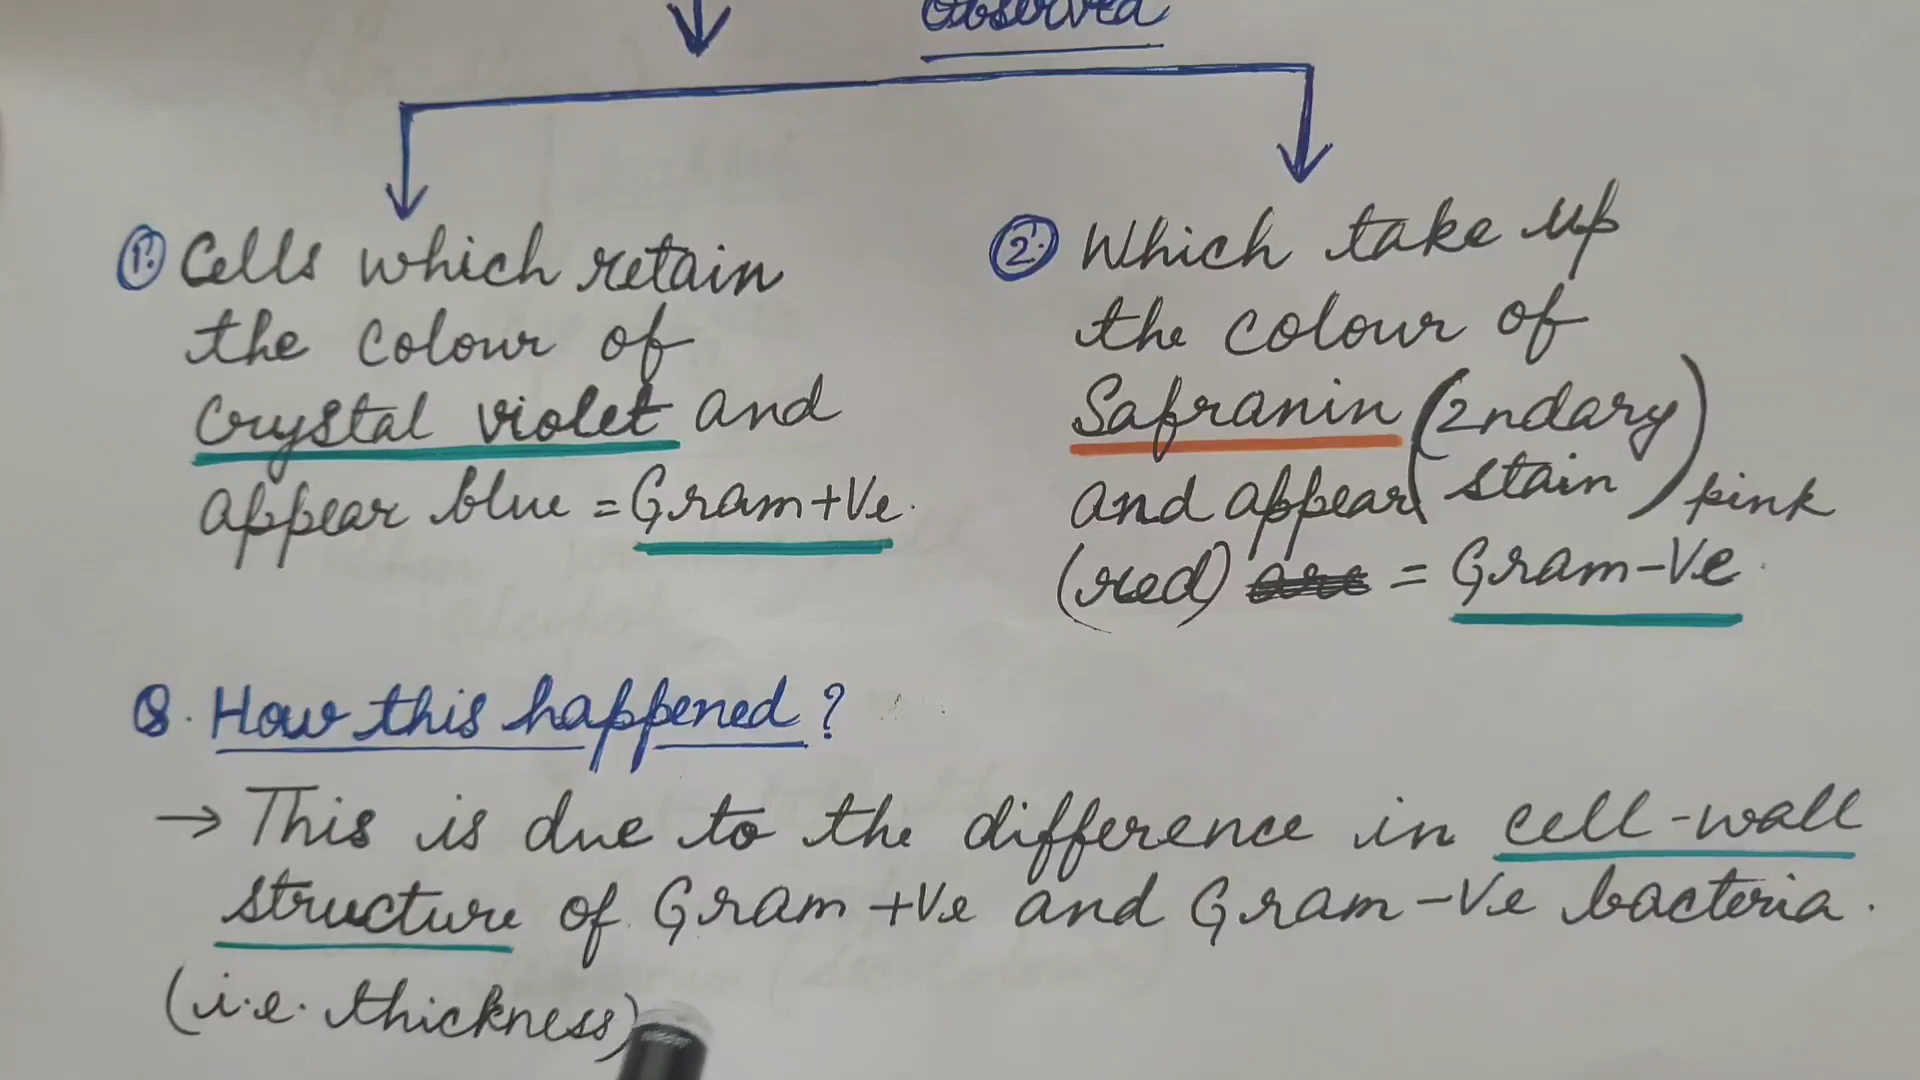 Observed
1. Cells which retain
the colour of
crystal violet and
appear blue = Gram+Ve.
2. Which take up
the colour of
Safranin (2ndary
and appear stain) pink
(red) are = Gram-Ve.
Q. How this happened?
→ This is due to the difference in cell-wall
structure of Gram +Ve and Gram -Ve bacteria.
(i.e. thickness)